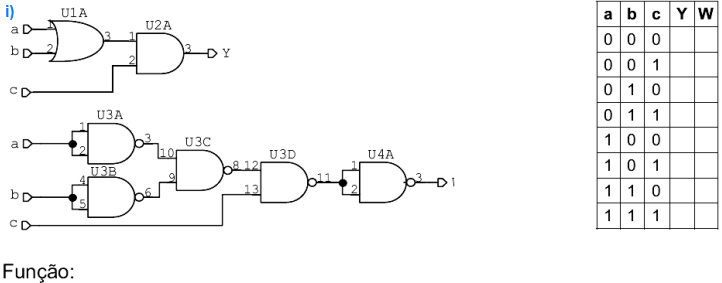 i)
U1A
U2A
a 1
3 1
b 2
3 Y
2
c
U3A
a 1
2
3
U3B
10 U3C
b 4
5
6
9
8 12 U3D
13
11
U4A
1
2
3
c
Função:
a b c Y W
0 0 0
0 0 1
0 1 0
0 1 1
1 0 0
1 0 1
1 1 0
1 1 1